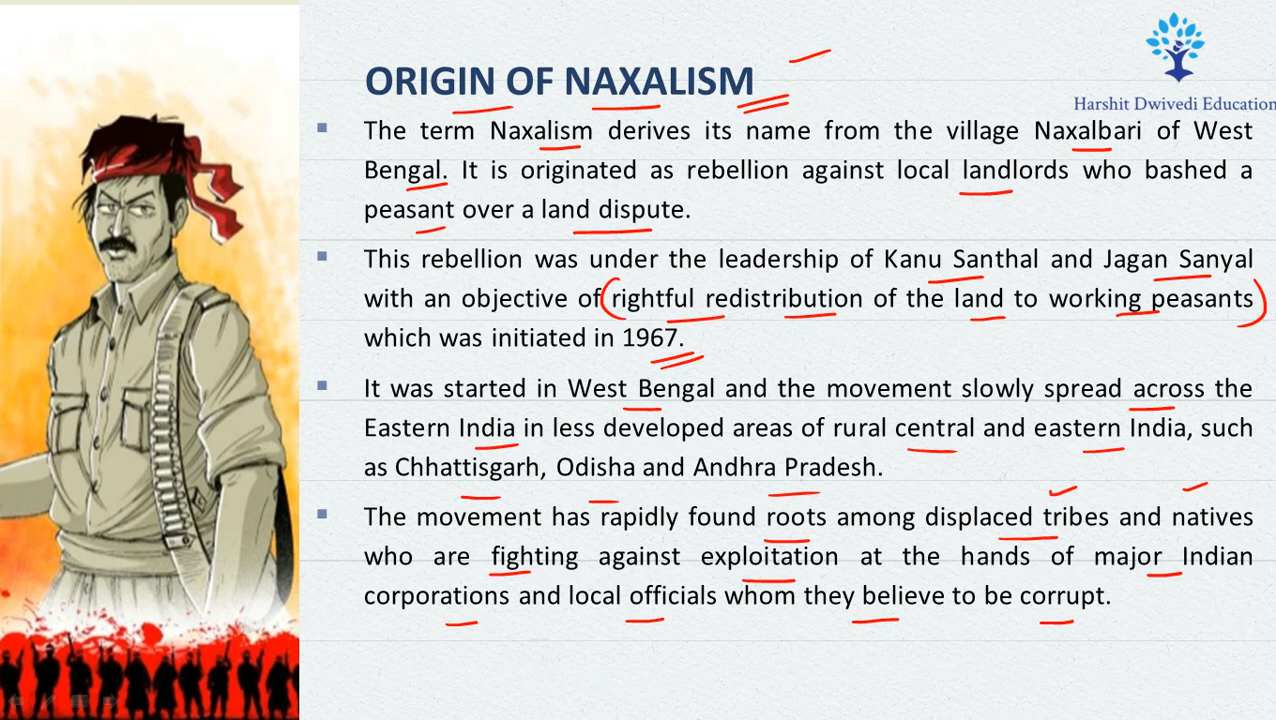 Harshit Dwivedi Education
ORIGIN OF NAXALISM
▪ The term Naxalism derives its name from the village Naxalbari of West
Bengal. It is originated as rebellion against local landlords who bashed a
peasant over a land dispute.
▪ This rebellion was under the leadership of Kanu Santhal and Jagan Sanyal
with an objective of rightful redistribution of the land to working peasants
which was initiated in 1967.
▪ It was started in West Bengal and the movement slowly spread across the
Eastern India in less developed areas of rural central and eastern India, such
as Chhattisgarh, Odisha and Andhra Pradesh.
▪ The movement has rapidly found roots among displaced tribes and natives
who are fighting against exploitation at the hands of major Indian
corporations and local officials whom they believe to be corrupt.